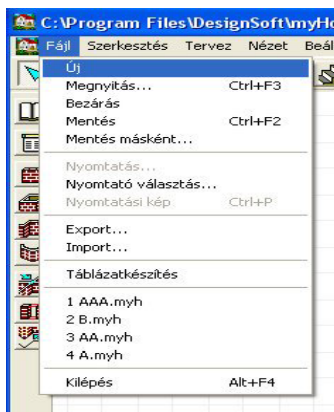 C:\Program Files\DesignSoft\myHo
Fájl Szerkesztés Tervez Nézet Beál
Új
Megnyitás... Ctrl+F3
Bezárás
Mentés Ctrl+F2
Mentés másként...
Nyomtatás...
Nyomtató választás...
Nyomtatási kép Ctrl+P
Export...
Import...
Táblázatkészítés
1 AAA.myh
2 B.myh
3 AA.myh
4 A.myh
Kilépés Alt+F4